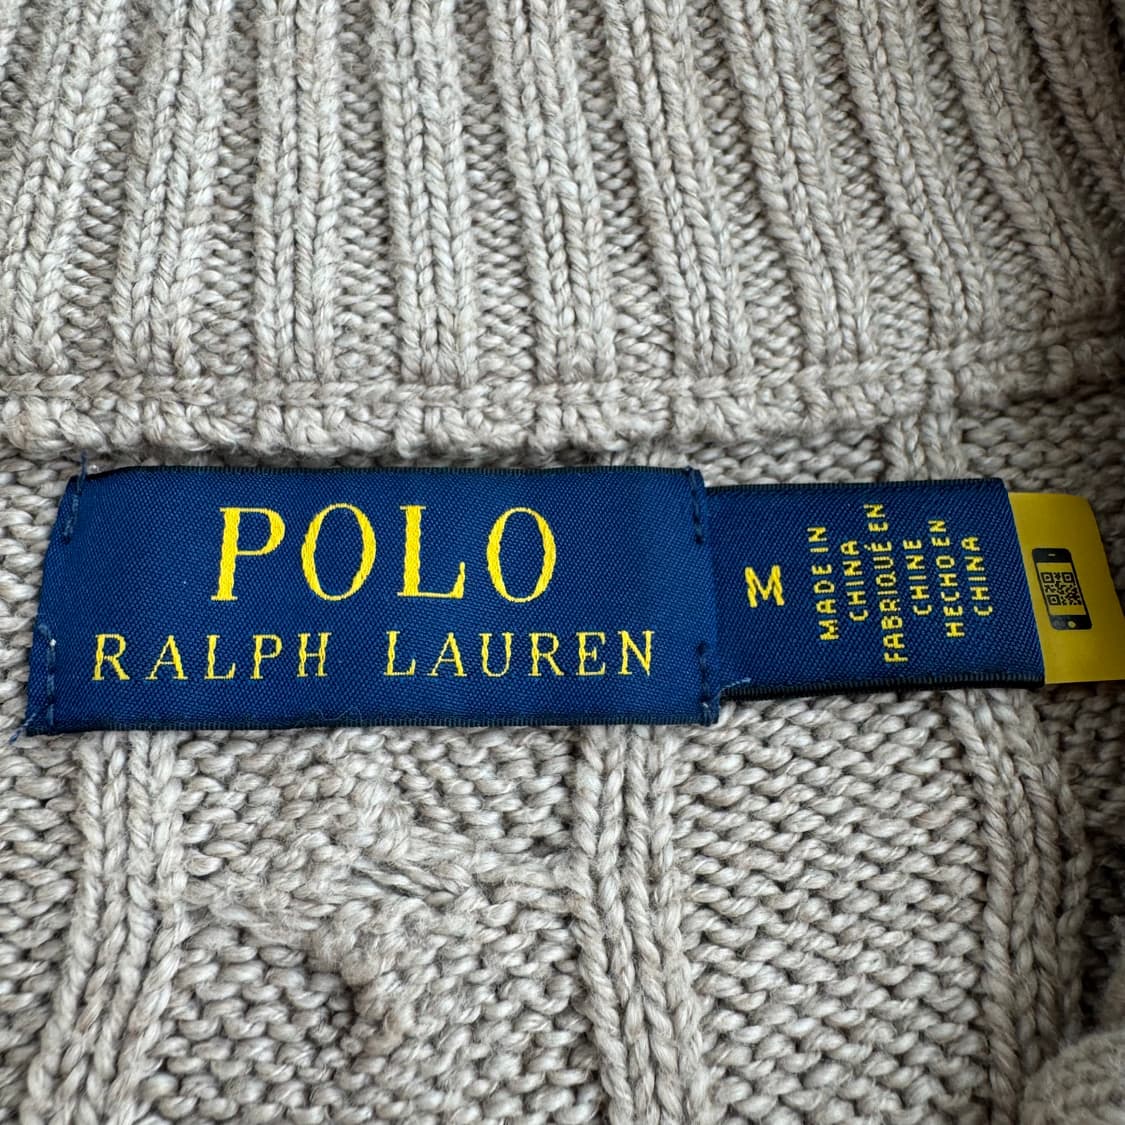 POLO
RALPH LAUREN
M
MADE IN
CHINA
FABRIQUÉ EN
CHINE
HECHO EN
CHINA